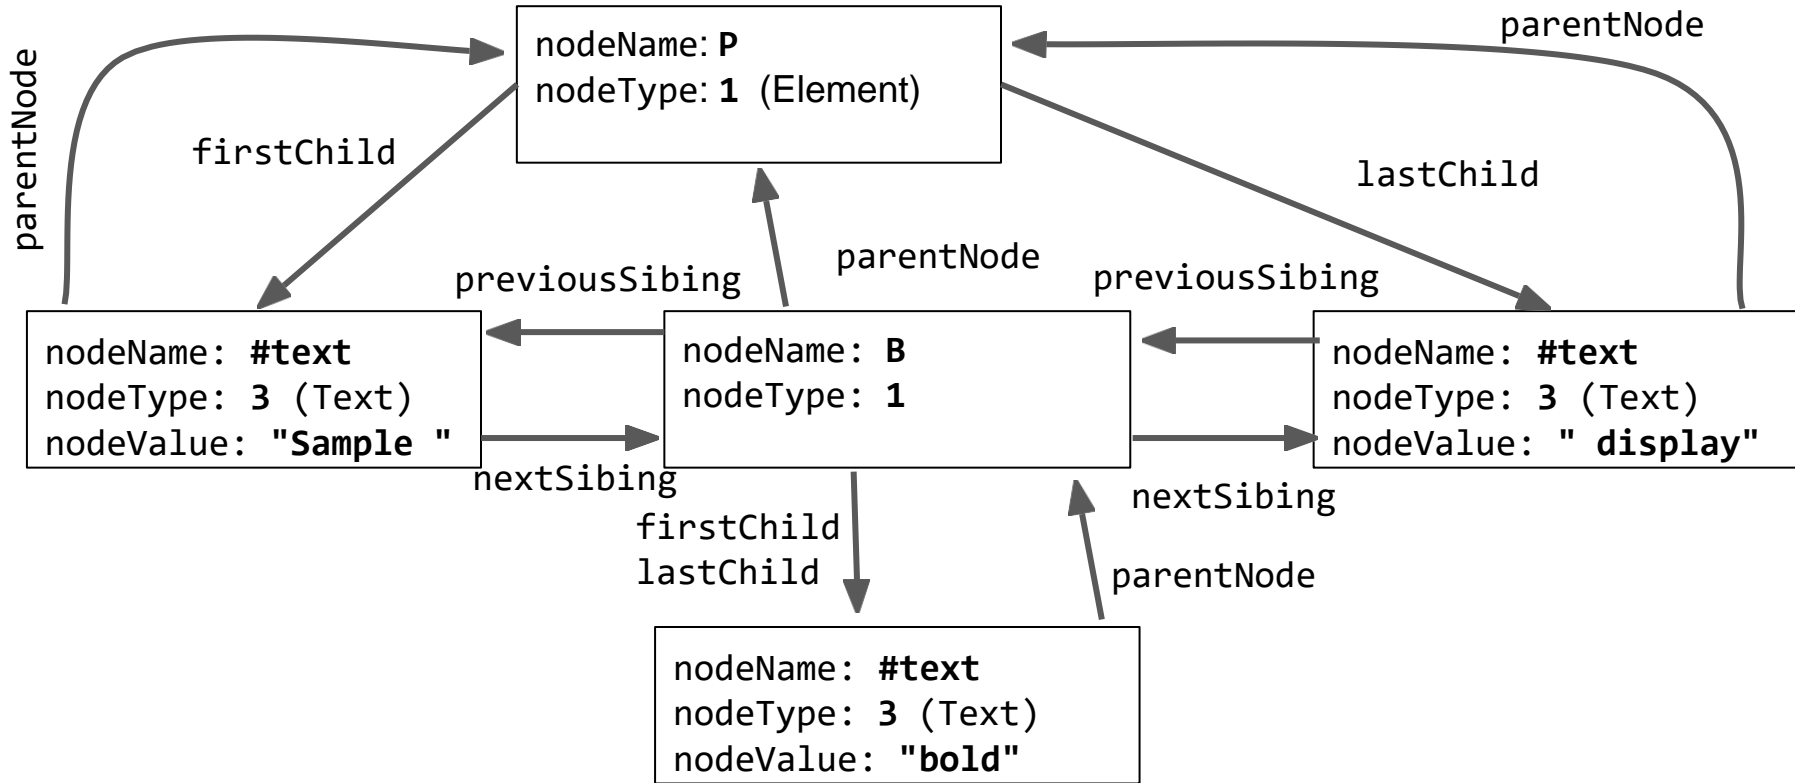 parentNode
nodeName: P
nodeType: 1 (Element)
parentNode
firstChild
lastChild
previousSibing
parentNode
previousSibing
nodeName: #text
nodeType: 3 (Text)
nodeValue: "Sample "
nodeName: B
nodeType: 1
nodeName: #text
nodeType: 3 (Text)
nodeValue: " display"
nextSibing
nextSibing
firstChild
lastChild
parentNode
nodeName: #text
nodeType: 3 (Text)
nodeValue: "bold"